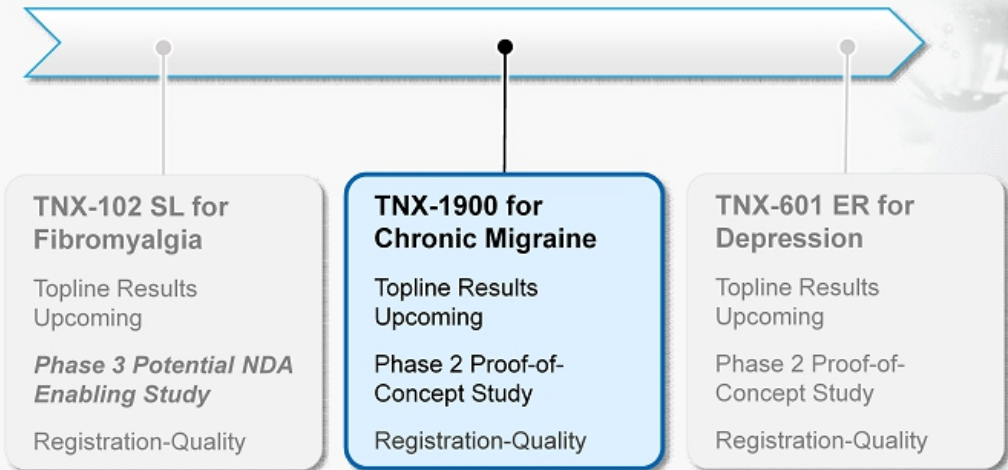 TNX-102 SL for
Fibromyalgia
Topline Results
Upcoming
Phase 3 Potential NDA
Enabling Study
Registration-Quality
TNX-1900 for
Chronic Migraine
Topline Results
Upcoming
Phase 2 Proof-of-
Concept Study
Registration-Quality
TNX-601 ER for
Depression
Topline Results
Upcoming
Phase 2 Proof-of-
Concept Study
Registration-Quality